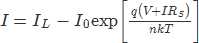 I = I_L − I_0 exp[q(V+IR_S)/nkT]